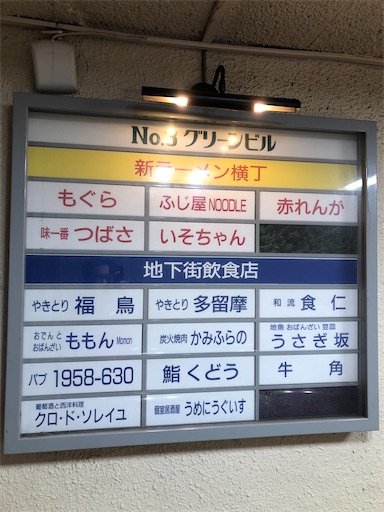 No.3 グリーンビル
新ラーメン横丁
もぐら
ふじ屋 NOODLE
赤れんが
味一番 つばさ
いそちゃん
地下街飲食店
やきとり 福鳥
やきとり 多留摩
和流 食仁
おでんと
おばんざい ももん Momon
炭火焼肉 かみふらの
地魚 おばんざい 豆皿
うさぎ坂
パブ 1958-630
鮨 くどう
牛角
葡萄酒と西洋料理
クロ・ド・ソレイユ
個室居酒屋 うめにうぐいす